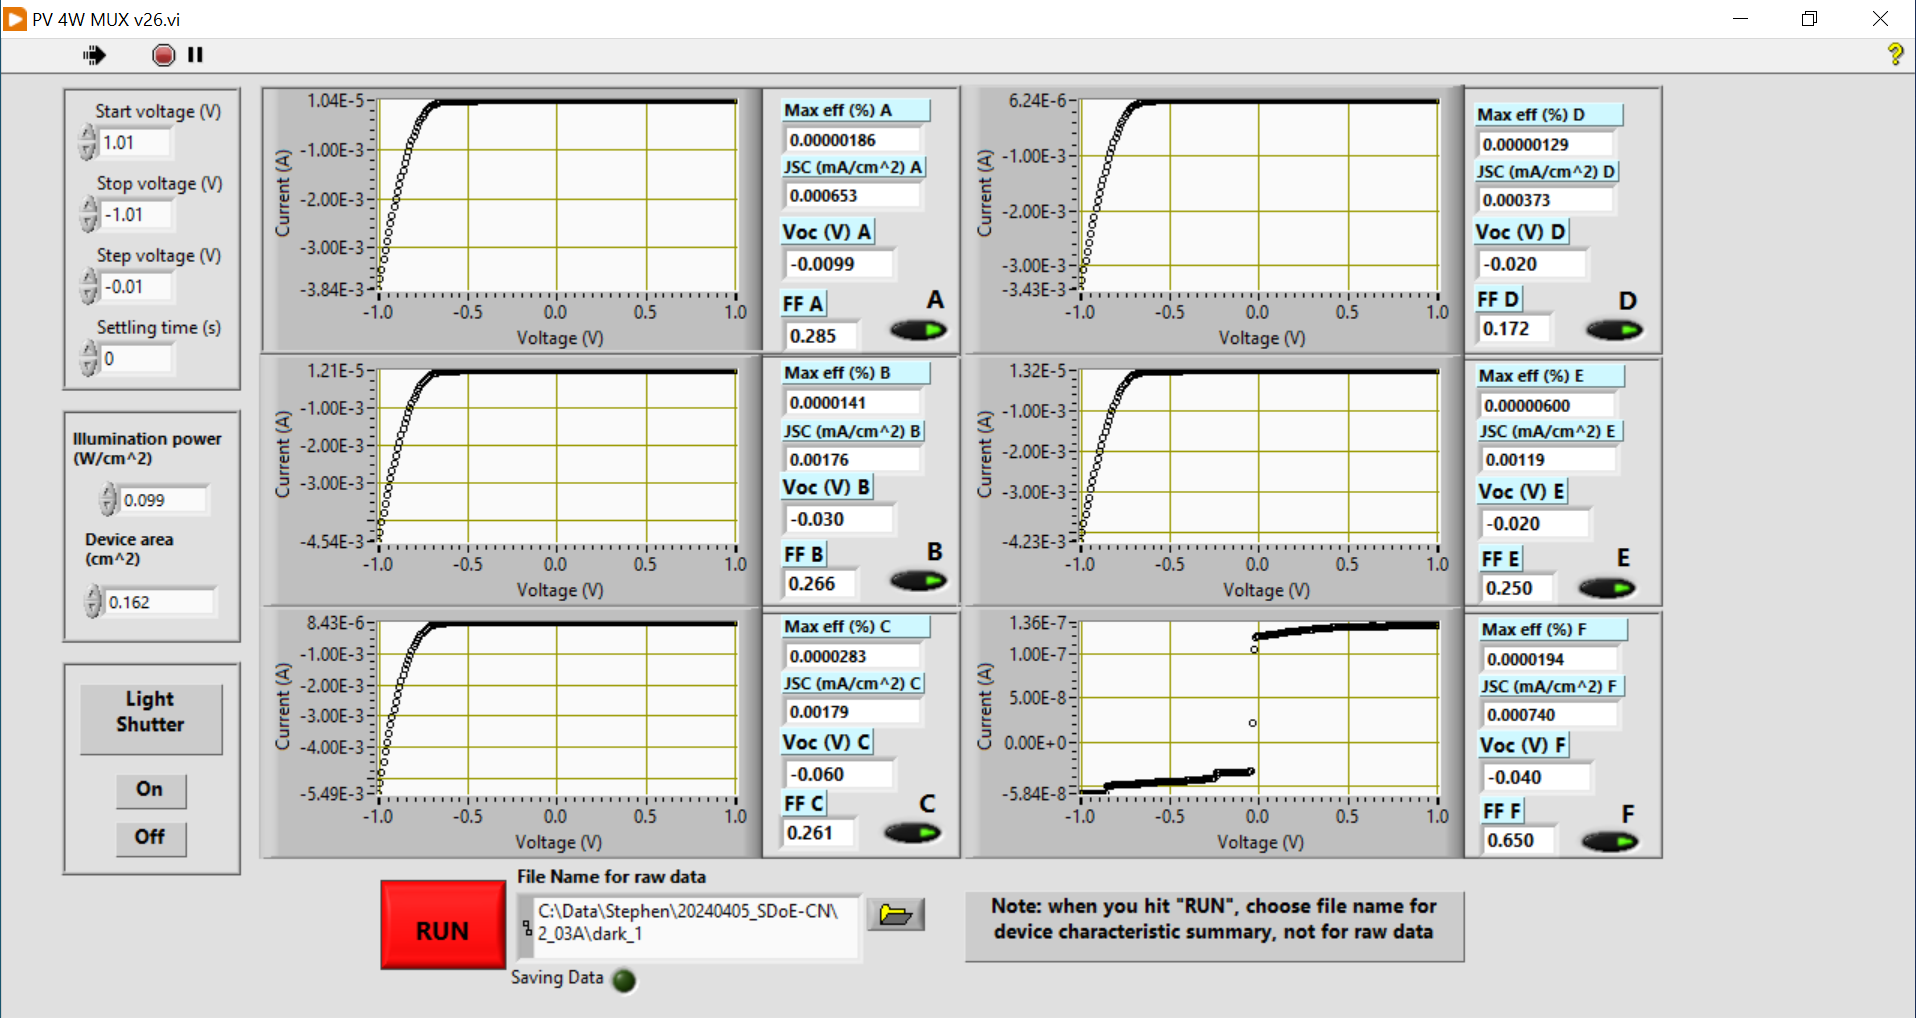 PV 4W MUX v26.vi
Start voltage (V)
1.01
Stop voltage (V)
-1.01
Step voltage (V)
-0.01
Settling time (s)
0
Illumination power
(W/cm^2)
0.099
Device area
(cm^2)
0.162
Light
Shutter
On
Off
Current (A)
1.04E-5
-1.00E-3
-2.00E-3
-3.00E-3
-3.84E-3
-1.0 -0.5 0.0 0.5 1.0
Voltage (V)
Max eff (%) A
0.00000186
JSC (mA/cm^2) A
0.000653
Voc (V) A
-0.0099
FF A
0.285
A
Current (A)
1.21E-5
-1.00E-3
-2.00E-3
-3.00E-3
-4.54E-3
-1.0 -0.5 0.0 0.5 1.0
Voltage (V)
Max eff (%) B
0.0000141
JSC (mA/cm^2) B
0.00176
Voc (V) B
-0.030
FF B
0.266
B
Current (A)
8.43E-6
-1.00E-3
-2.00E-3
-3.00E-3
-4.00E-3
-5.49E-3
-1.0 -0.5 0.0 0.5 1.0
Voltage (V)
Max eff (%) C
0.0000283
JSC (mA/cm^2) C
0.00179
Voc (V) C
-0.060
FF C
0.261
C
Current (A)
6.24E-6
-1.00E-3
-2.00E-3
-3.00E-3
-3.43E-3
-1.0 -0.5 0.0 0.5 1.0
Voltage (V)
Max eff (%) D
0.00000129
JSC (mA/cm^2) D
0.000373
Voc (V) D
-0.020
FF D
0.172
D
Current (A)
1.32E-5
-1.00E-3
-2.00E-3
-3.00E-3
-4.23E-3
-1.0 -0.5 0.0 0.5 1.0
Voltage (V)
Max eff (%) E
0.00000600
JSC (mA/cm^2) E
0.00119
Voc (V) E
-0.020
FF E
0.250
E
Current (A)
1.36E-7
1.00E-7
5.00E-8
0.00E+0
-5.84E-8
-1.0 -0.5 0.0 0.5 1.0
Voltage (V)
Max eff (%) F
0.0000194
JSC (mA/cm^2) F
0.000740
Voc (V) F
-0.040
FF F
0.650
F
RUN
File Name for raw data
C:\Data\Stephen\20240405_SDoE-CN\
2_03A\dark_1
Saving Data
Note: when you hit "RUN", choose file name for
device characteristic summary, not for raw data